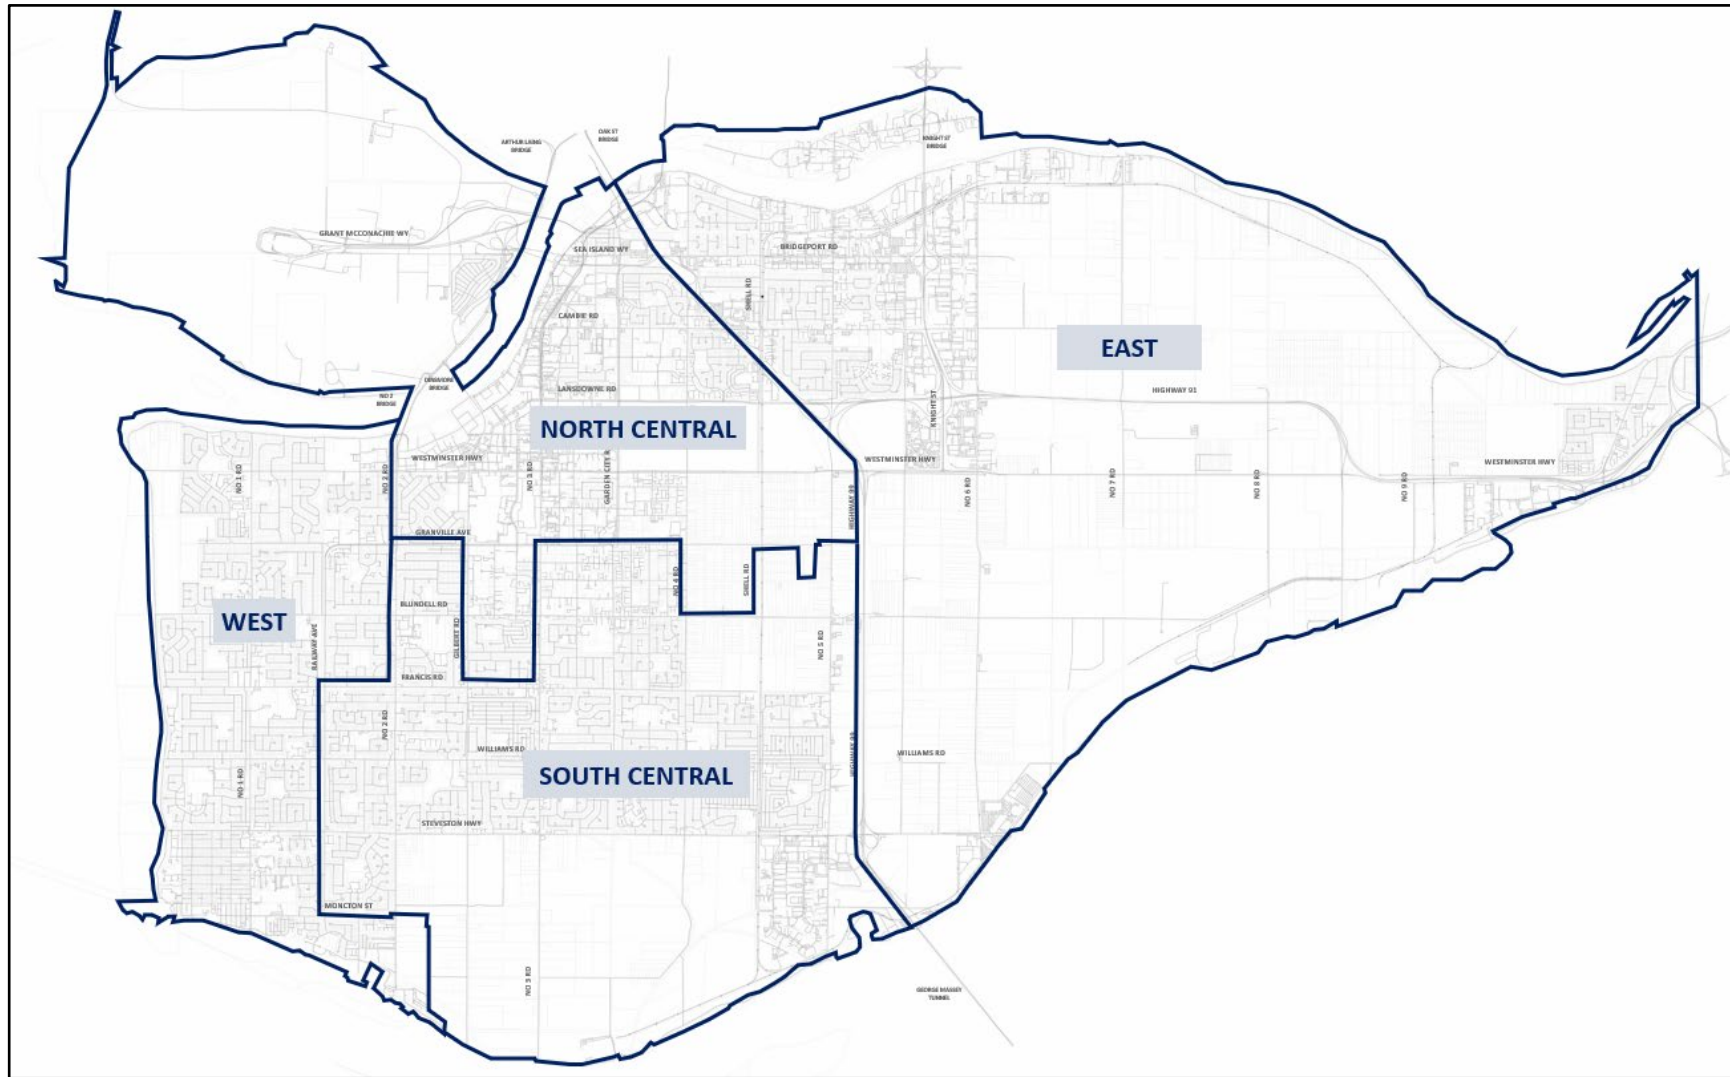 OAK ST
BRIDGE
ARTHUR LAING
BRIDGE
KNIGHT ST
BRIDGE
GRANT MCCONACHIE WY
SEA ISLAND WY
BRIDGEPORT RD
SHELL RD
CAMBIE RD
EAST
DINSMORE
BRIDGE
NO 2
BRIDGE
LANSDOWNE RD
HIGHWAY 91
KNIGHT ST
NORTH CENTRAL
WESTMINSTER HWY
WESTMINSTER HWY
WESTMINSTER HWY
NO 1 RD
NO 2 RD
NO 3 RD
GARDEN CITY R
HIGHWAY 99
NO 6 RD
NO 7 RD
NO 8 RD
NO 9 RD
GRANVILLE AVE
NO 4 RD
SHELL RD
BLUNDELL RD
WEST
RAILWAY AVE
GILBERT RD
NO 5 RD
FRANCIS RD
NO 2 RD
WILLIAMS RD
HIGHWAY 99
WILLIAMS RD
SOUTH CENTRAL
NO 1 RD
STEVESTON HWY
MONCTON ST
NO 3 RD
GEORGE MASSEY
TUNNEL